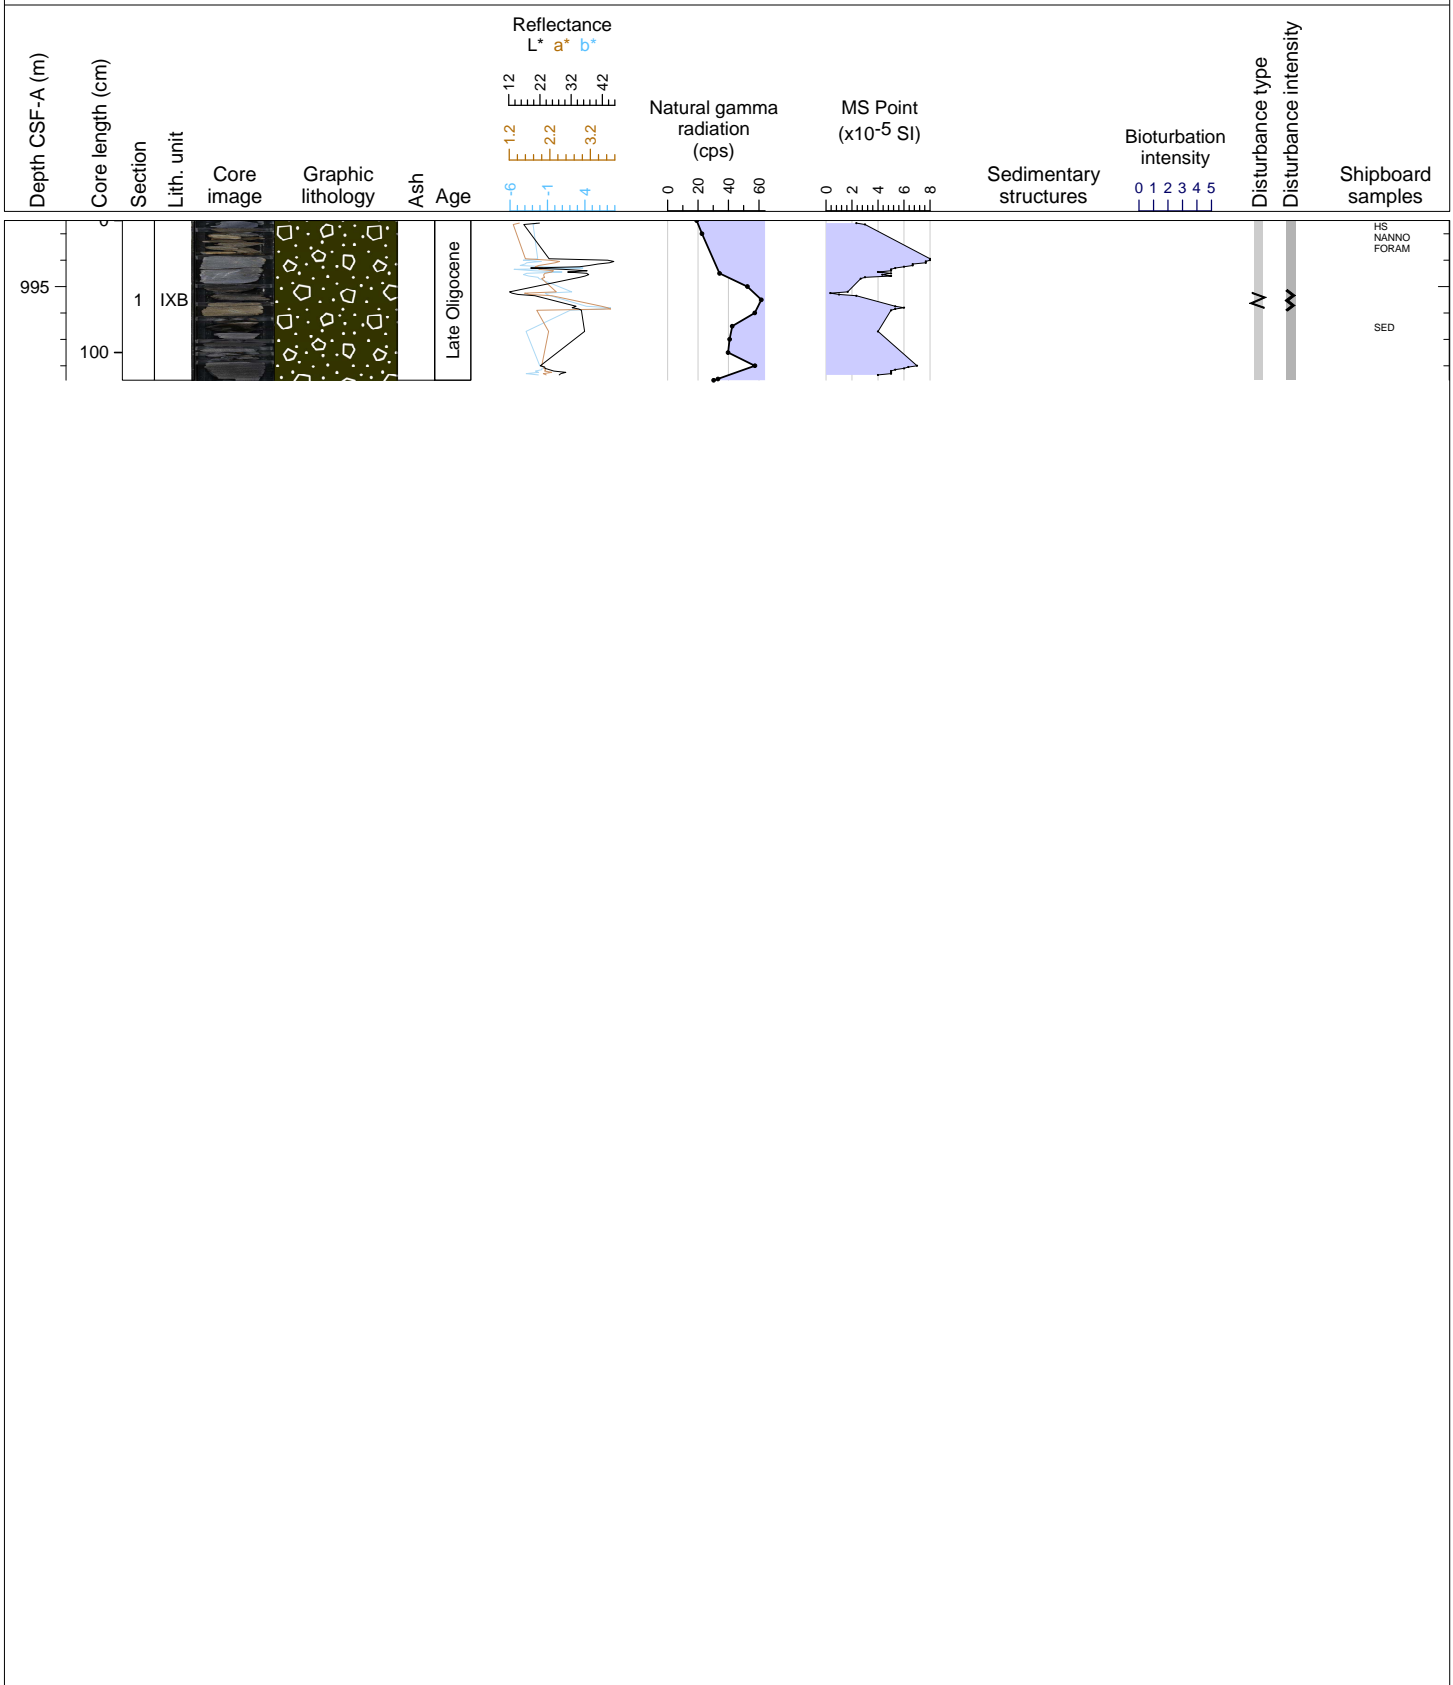 Depth CSF-A (m)
Core length (cm)
Section
Lith. unit
Core
image
Graphic
lithology
Ash
Age
Reflectance
L* a* b*
12 22 32 42
1.2 2.2 3.2
-6 -1 4
Natural gamma
radiation
(cps)
0 20 40 60
MS Point
(x10-5 SI)
0 2 4 6 8
Sedimentary
structures
Bioturbation
intensity
0 1 2 3 4 5
Disturbance type
Disturbance intensity
Shipboard
samples
0
995
100
1
IXB
Late Oligocene
HS
NANNO
FORAM
SED